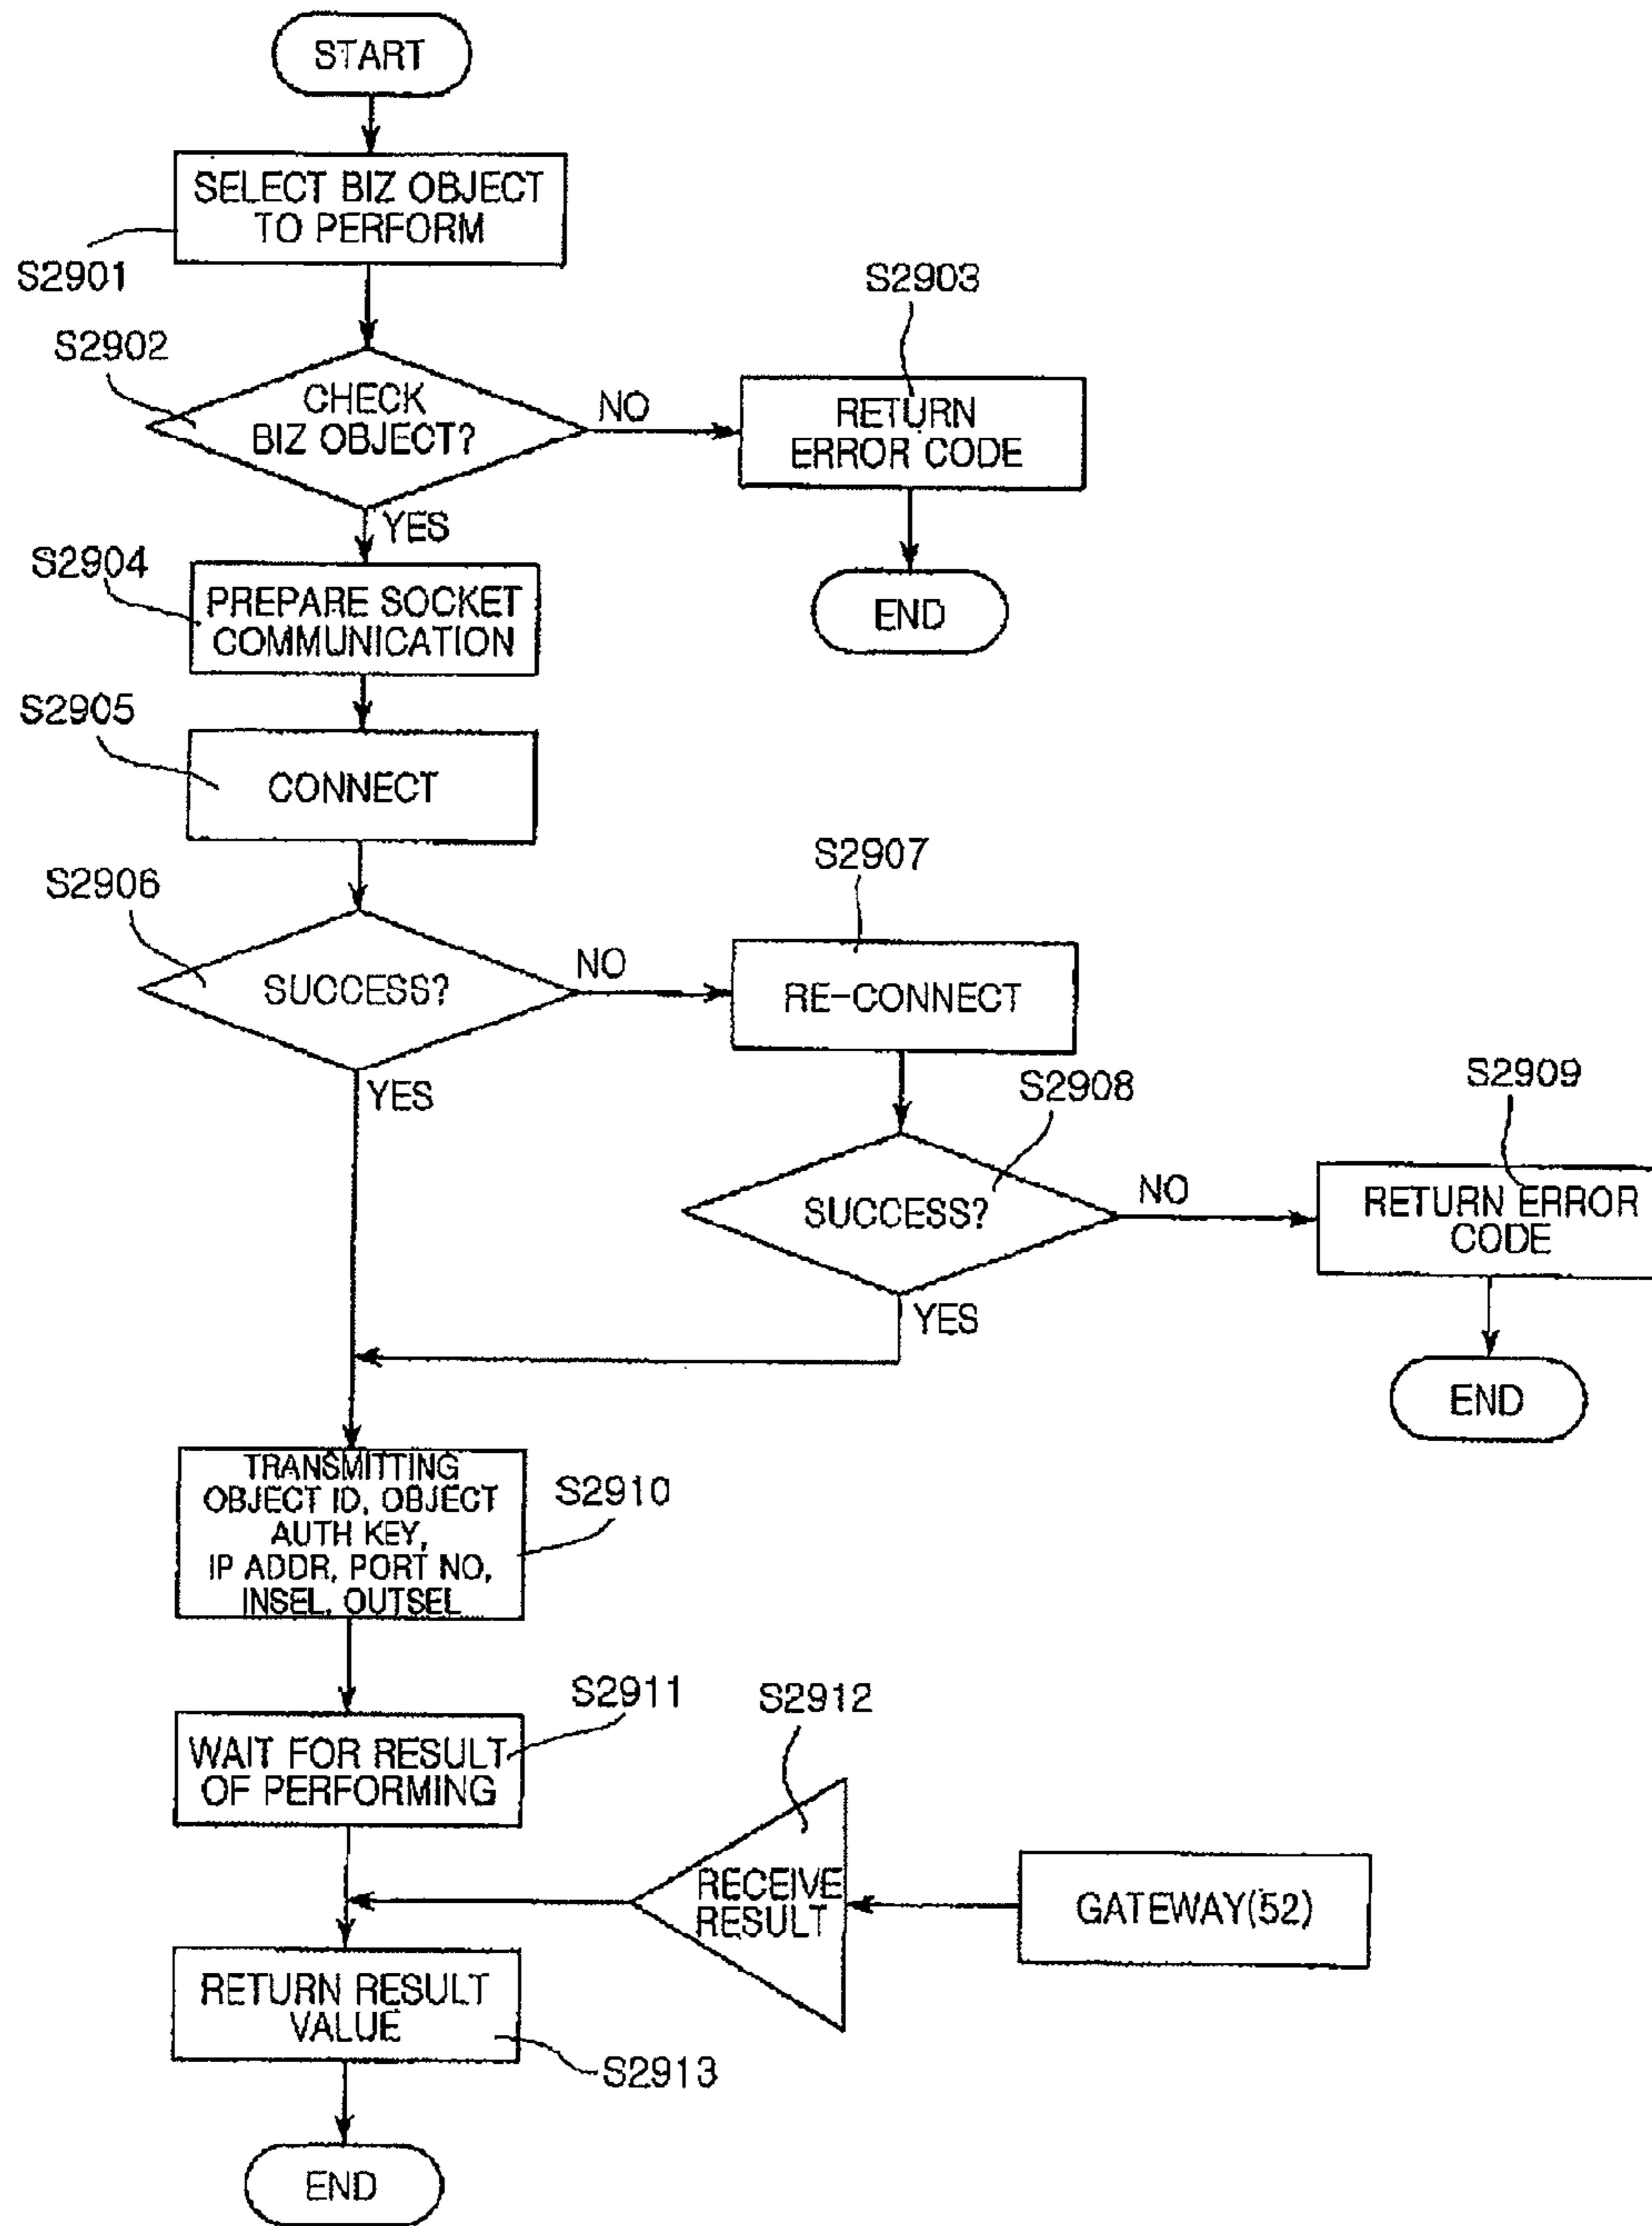 START
SELECT BIZ OBJECT
TO PERFORM
S2901
S2902
CHECK
BIZ OBJECT?
NO
S2903
RETURN
ERROR CODE
END
YES
S2904
PREPARE SOCKET
COMMUNICATION
S2905
CONNECT
S2906
SUCCESS?
NO
S2907
RE-CONNECT
YES
S2908
SUCCESS?
NO
S2909
RETURN ERROR
CODE
YES
END
TRANSMITTING
OBJECT ID, OBJECT
AUTH KEY,
IP ADDR, PORT NO,
INSEL, OUTSEL
S2910
S2911
WAIT FOR RESULT
OF PERFORMING
S2912
RECEIVE
RESULT
GATEWAY(52)
RETURN RESULT
VALUE
S2913
END